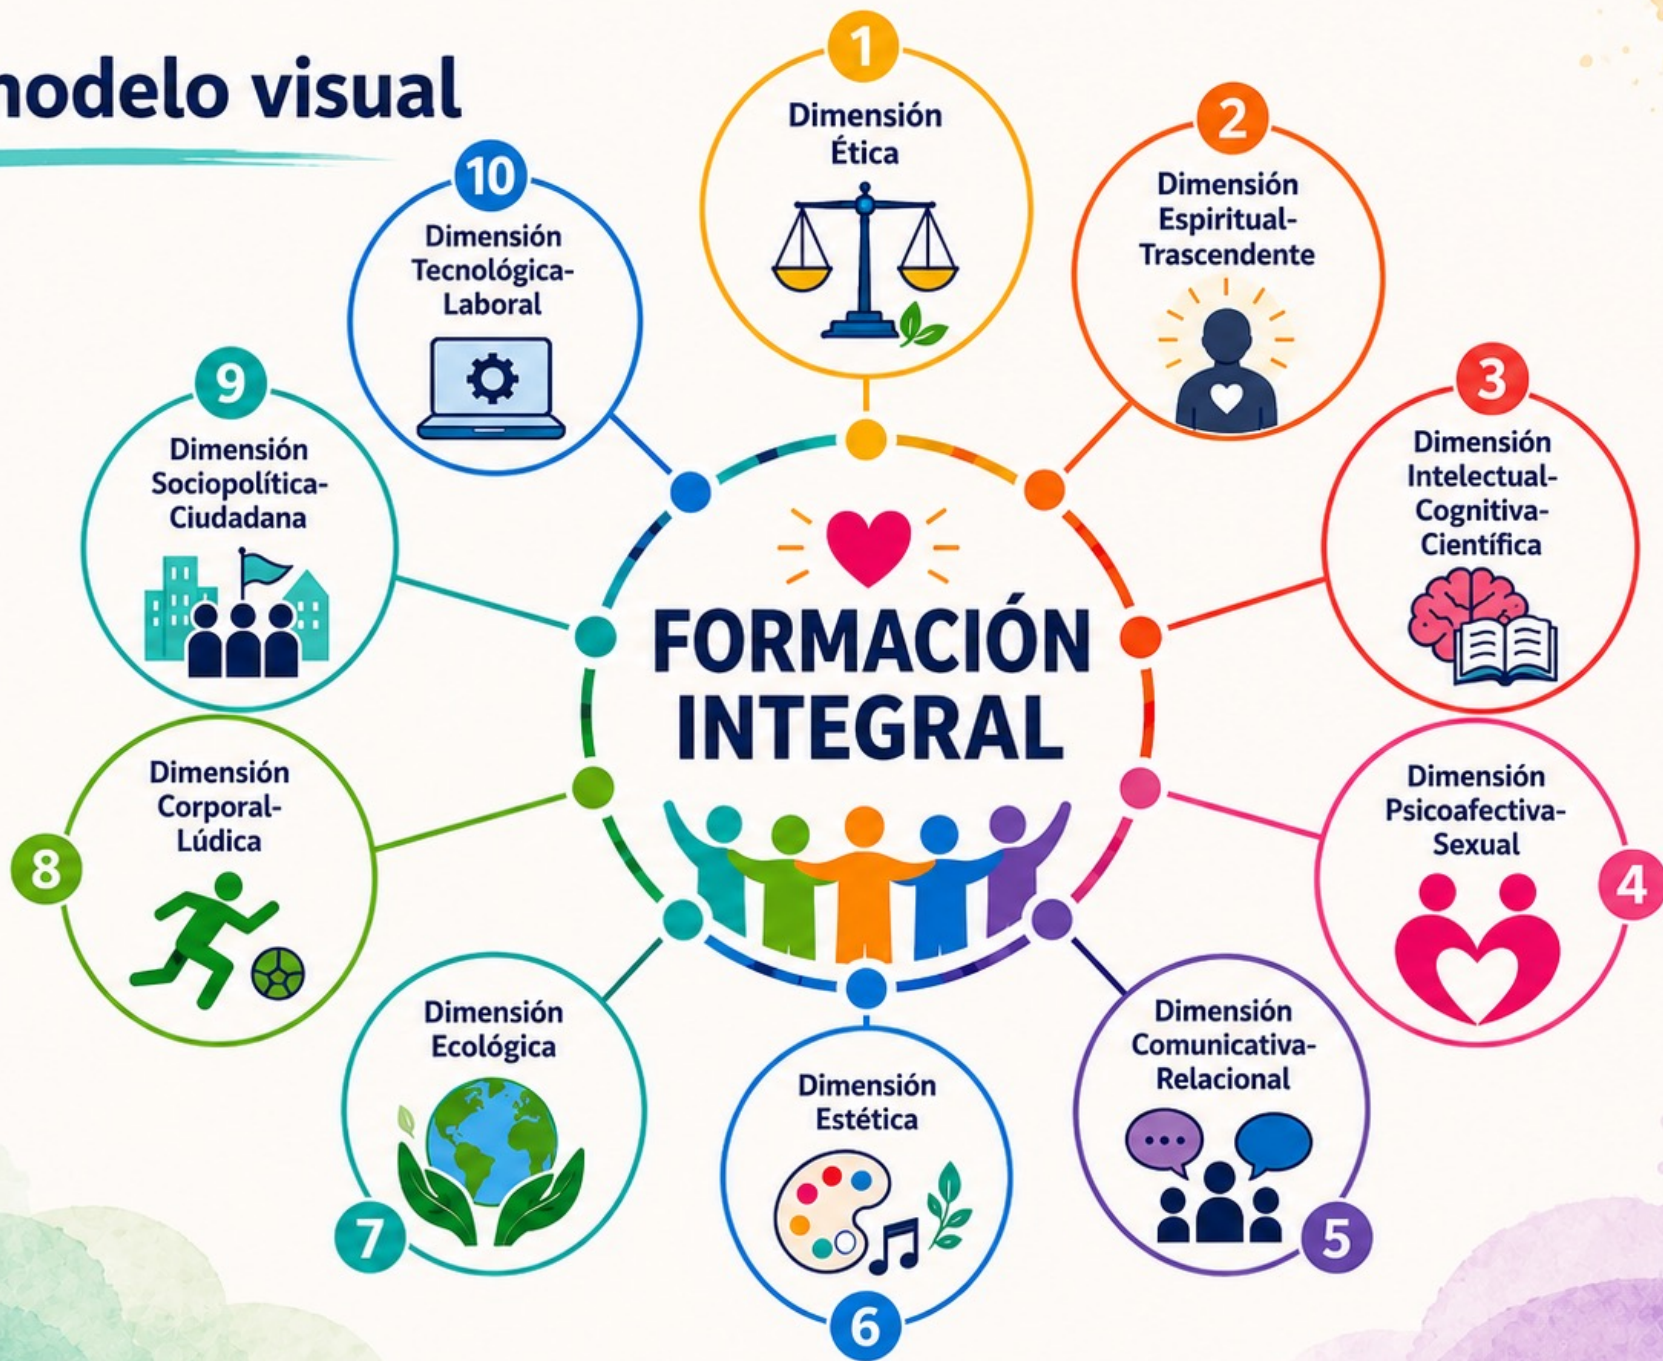 modelo visual
1
Dimensión
Ética
2
Dimensión
Espiritual-
Trascendente
3
Dimensión
Intelectual-
Cognitiva-
Científica
4
Dimensión
Psicoafectiva-
Sexual
5
Dimensión
Comunicativa-
Relacional
6
Dimensión
Estética
7
Dimensión
Ecológica
8
Dimensión
Corporal-
Lúdica
9
Dimensión
Sociopolítica-
Ciudadana
10
Dimensión
Tecnológica-
Laboral
FORMACIÓN
INTEGRAL